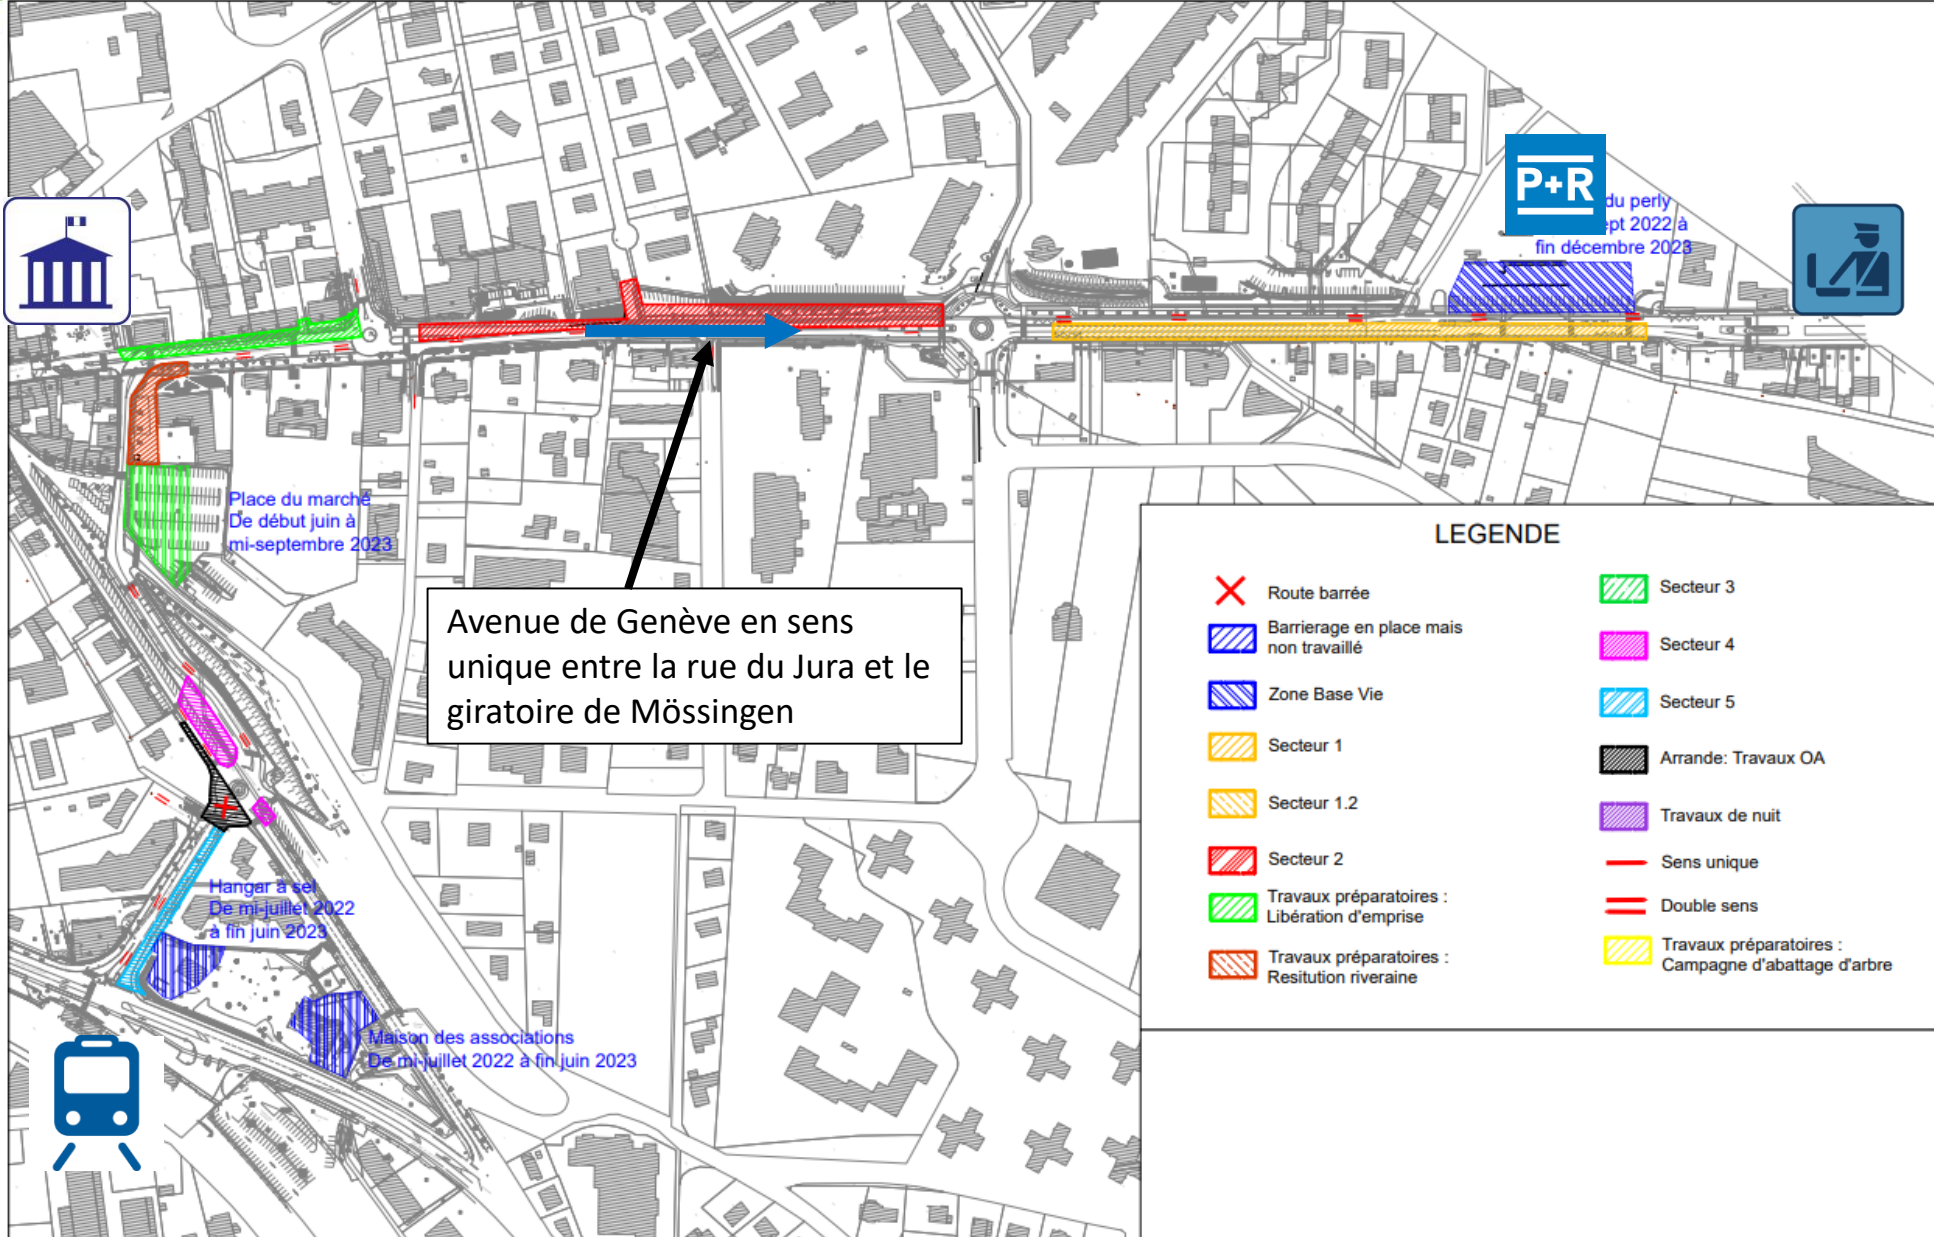 P+R
du perly
ept 2022 à
fin décembre 2023
Place du marché
De début juin à
mi-septembre 2023
Avenue de Genève en sens
unique entre la rue du Jura et le
giratoire de Mössingen
Hangar à sel
De mi-juillet 2022
à fin juin 2023
Maison des associations
De mi-juillet 2022 à fin juin 2023
LEGENDE
Route barrée
Barrierage en place mais
non travaillé
Zone Base Vie
Secteur 1
Secteur 1.2
Secteur 2
Travaux préparatoires :
Libération d'emprise
Travaux préparatoires :
Resitution riveraine
Secteur 3
Secteur 4
Secteur 5
Arrande: Travaux OA
Travaux de nuit
Sens unique
Double sens
Travaux préparatoires :
Campagne d'abattage d'arbre